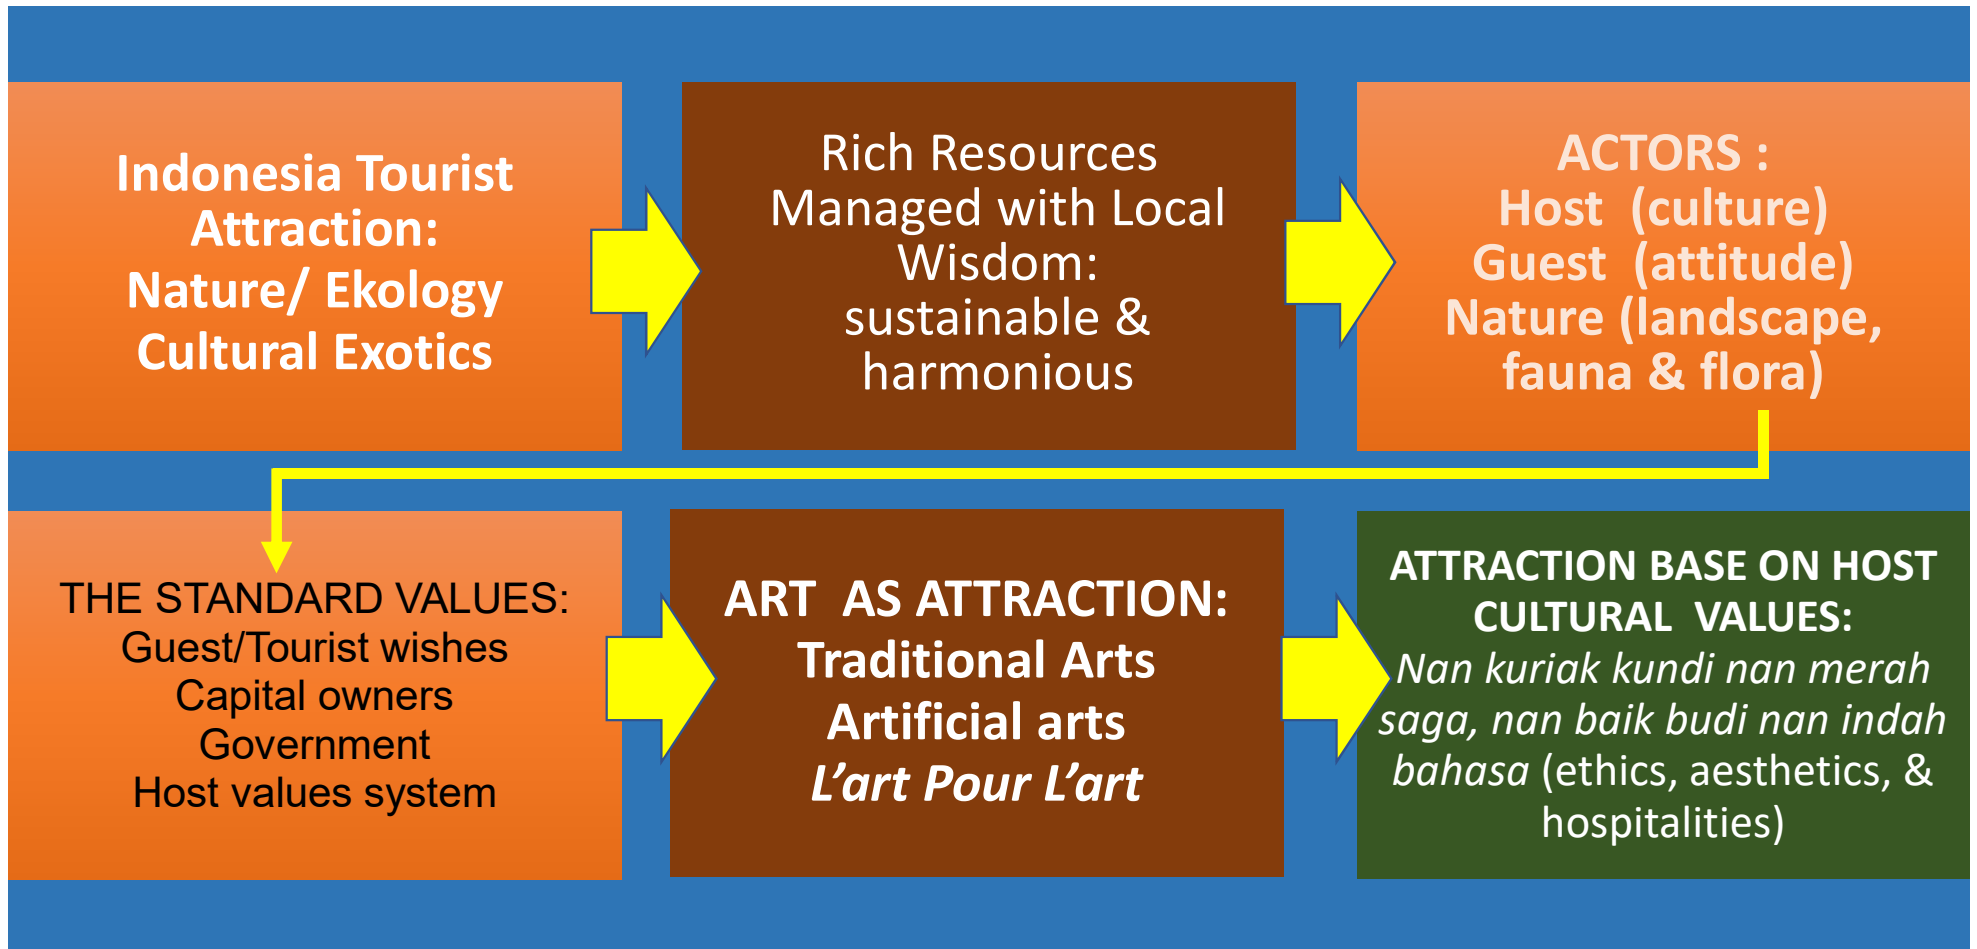 Indonesia Tourist
Attraction:
Nature/ Ekology
Cultural Exotics
Rich Resources
Managed with Local
Wisdom:
sustainable &
harmonious
ACTORS :
Host  (culture)
Guest  (attitude)
Nature (landscape,
fauna & flora)
THE STANDARD VALUES:
Guest/Tourist wishes
Capital owners
Government
Host values system
ART  AS ATTRACTION:
Traditional Arts
Artificial arts
L’art Pour L’art
ATTRACTION BASE ON HOST
CULTURAL  VALUES:
Nan kuriak kundi nan merah
saga, nan baik budi nan indah
bahasa (ethics, aesthetics, &
hospitalities)